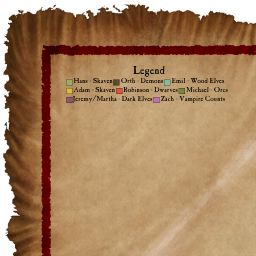 Legend
Hans - Skaven Orth - Demons Emil - Wood Elves
Adam - Skaven Robinson - Dwarves Michael - Orcs
Jeremy/Martha - Dark Elves Zach - Vampire Counts